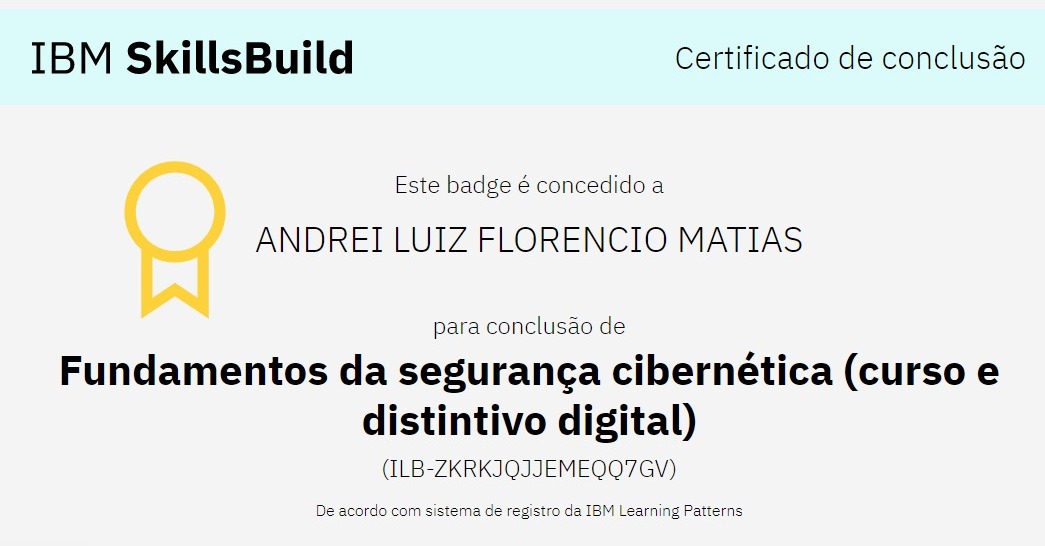 IBM SkillsBuild
Certificado de conclusão
Este badge é concedido a
ANDREI LUIZ FLORENCIO MATIAS
para conclusão de
Fundamentos da segurança cibernética (curso e
distintivo digital)
(ILB-ZKRKJQJJEMEQQ7GV)
De acordo com sistema de registro da IBM Learning Patterns